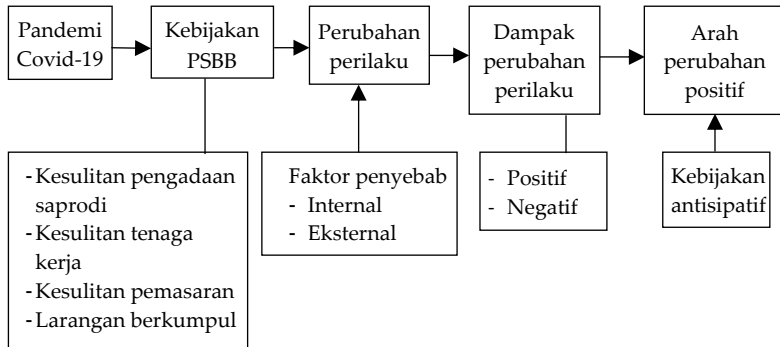 Pandemi
Covid-19
Kebijakan
PSBB
Perubahan
perilaku
Dampak
perubahan
perilaku
Arah
perubahan
positif
-Kesulitan pengadaan
saprodi
-Kesulitan tenaga
kerja
-Kesulitan pemasaran
-Larangan berkumpul
Faktor penyebab
- Internal
- Eksternal
- Positif
- Negatif
Kebijakan
antisipatif